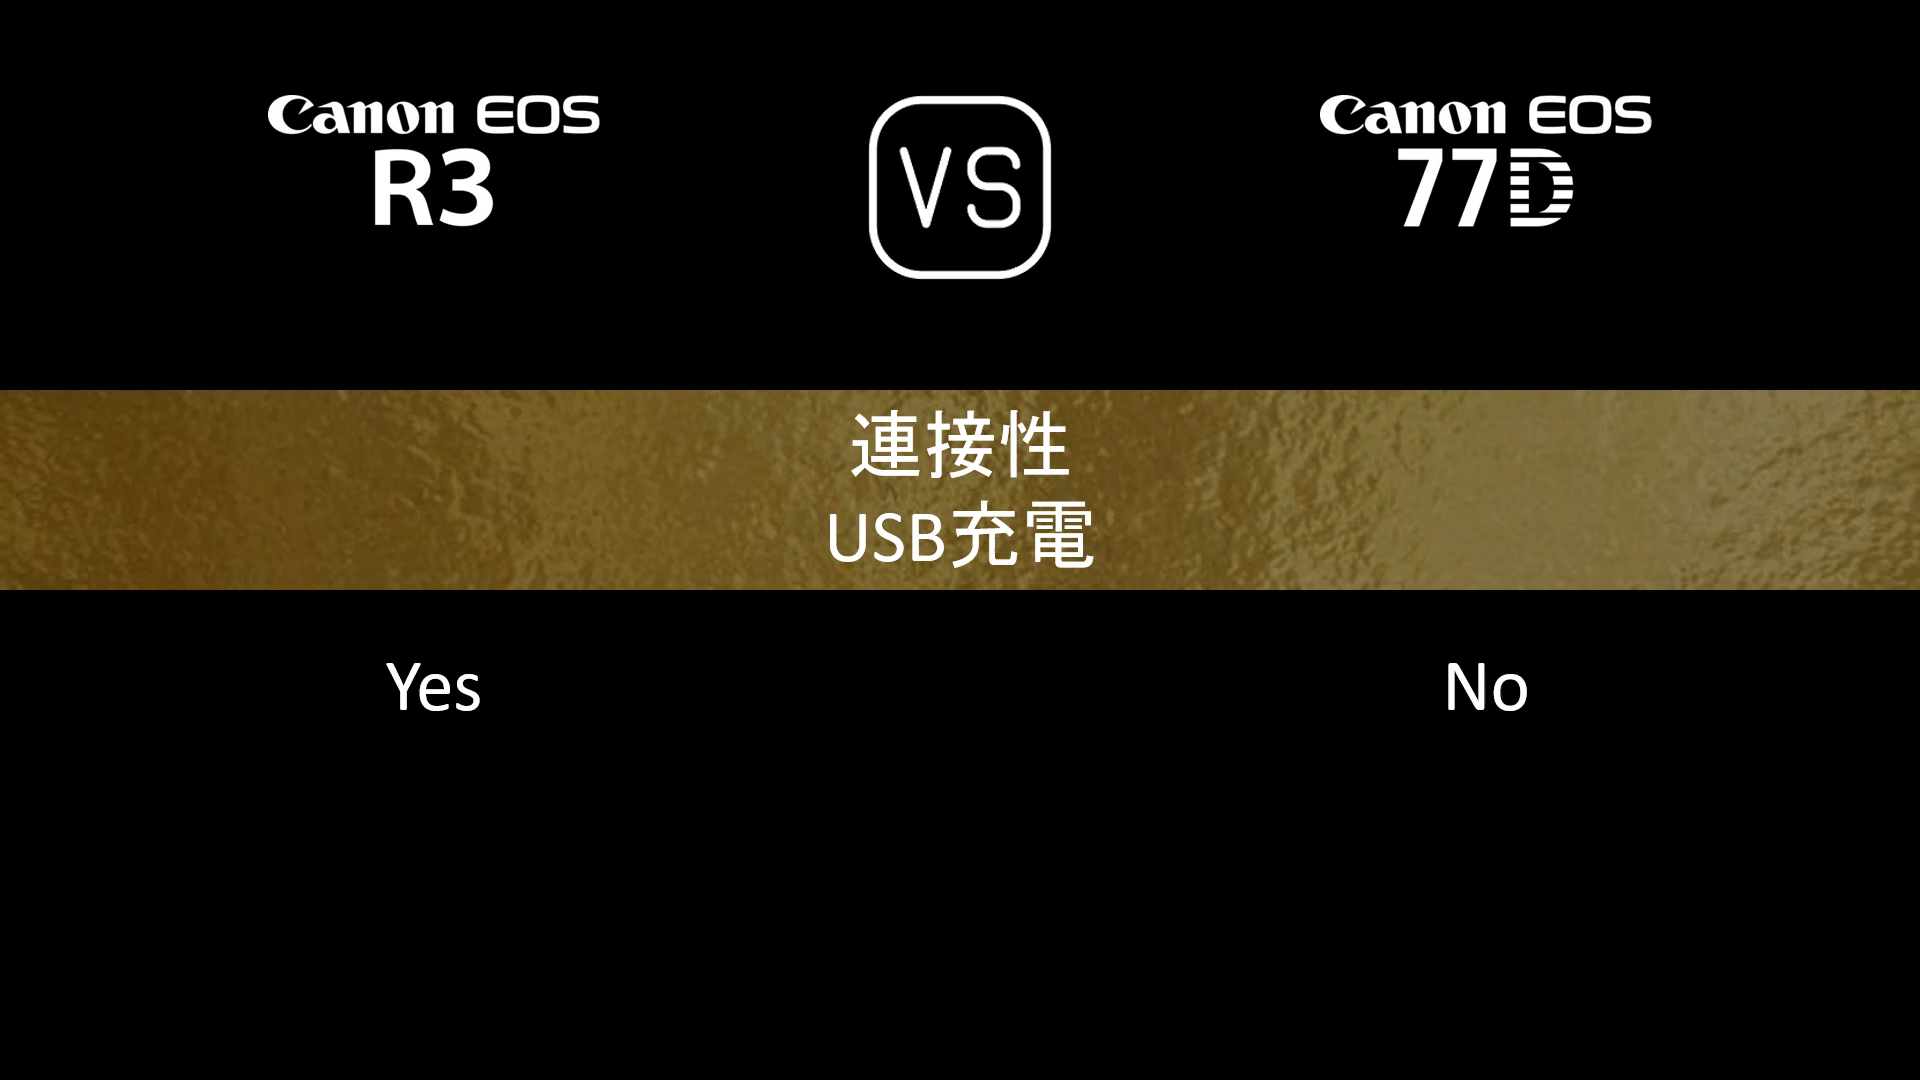 Canon EOS
R3
VS
Canon EOS
77D
連接性
USB充電
Yes
No